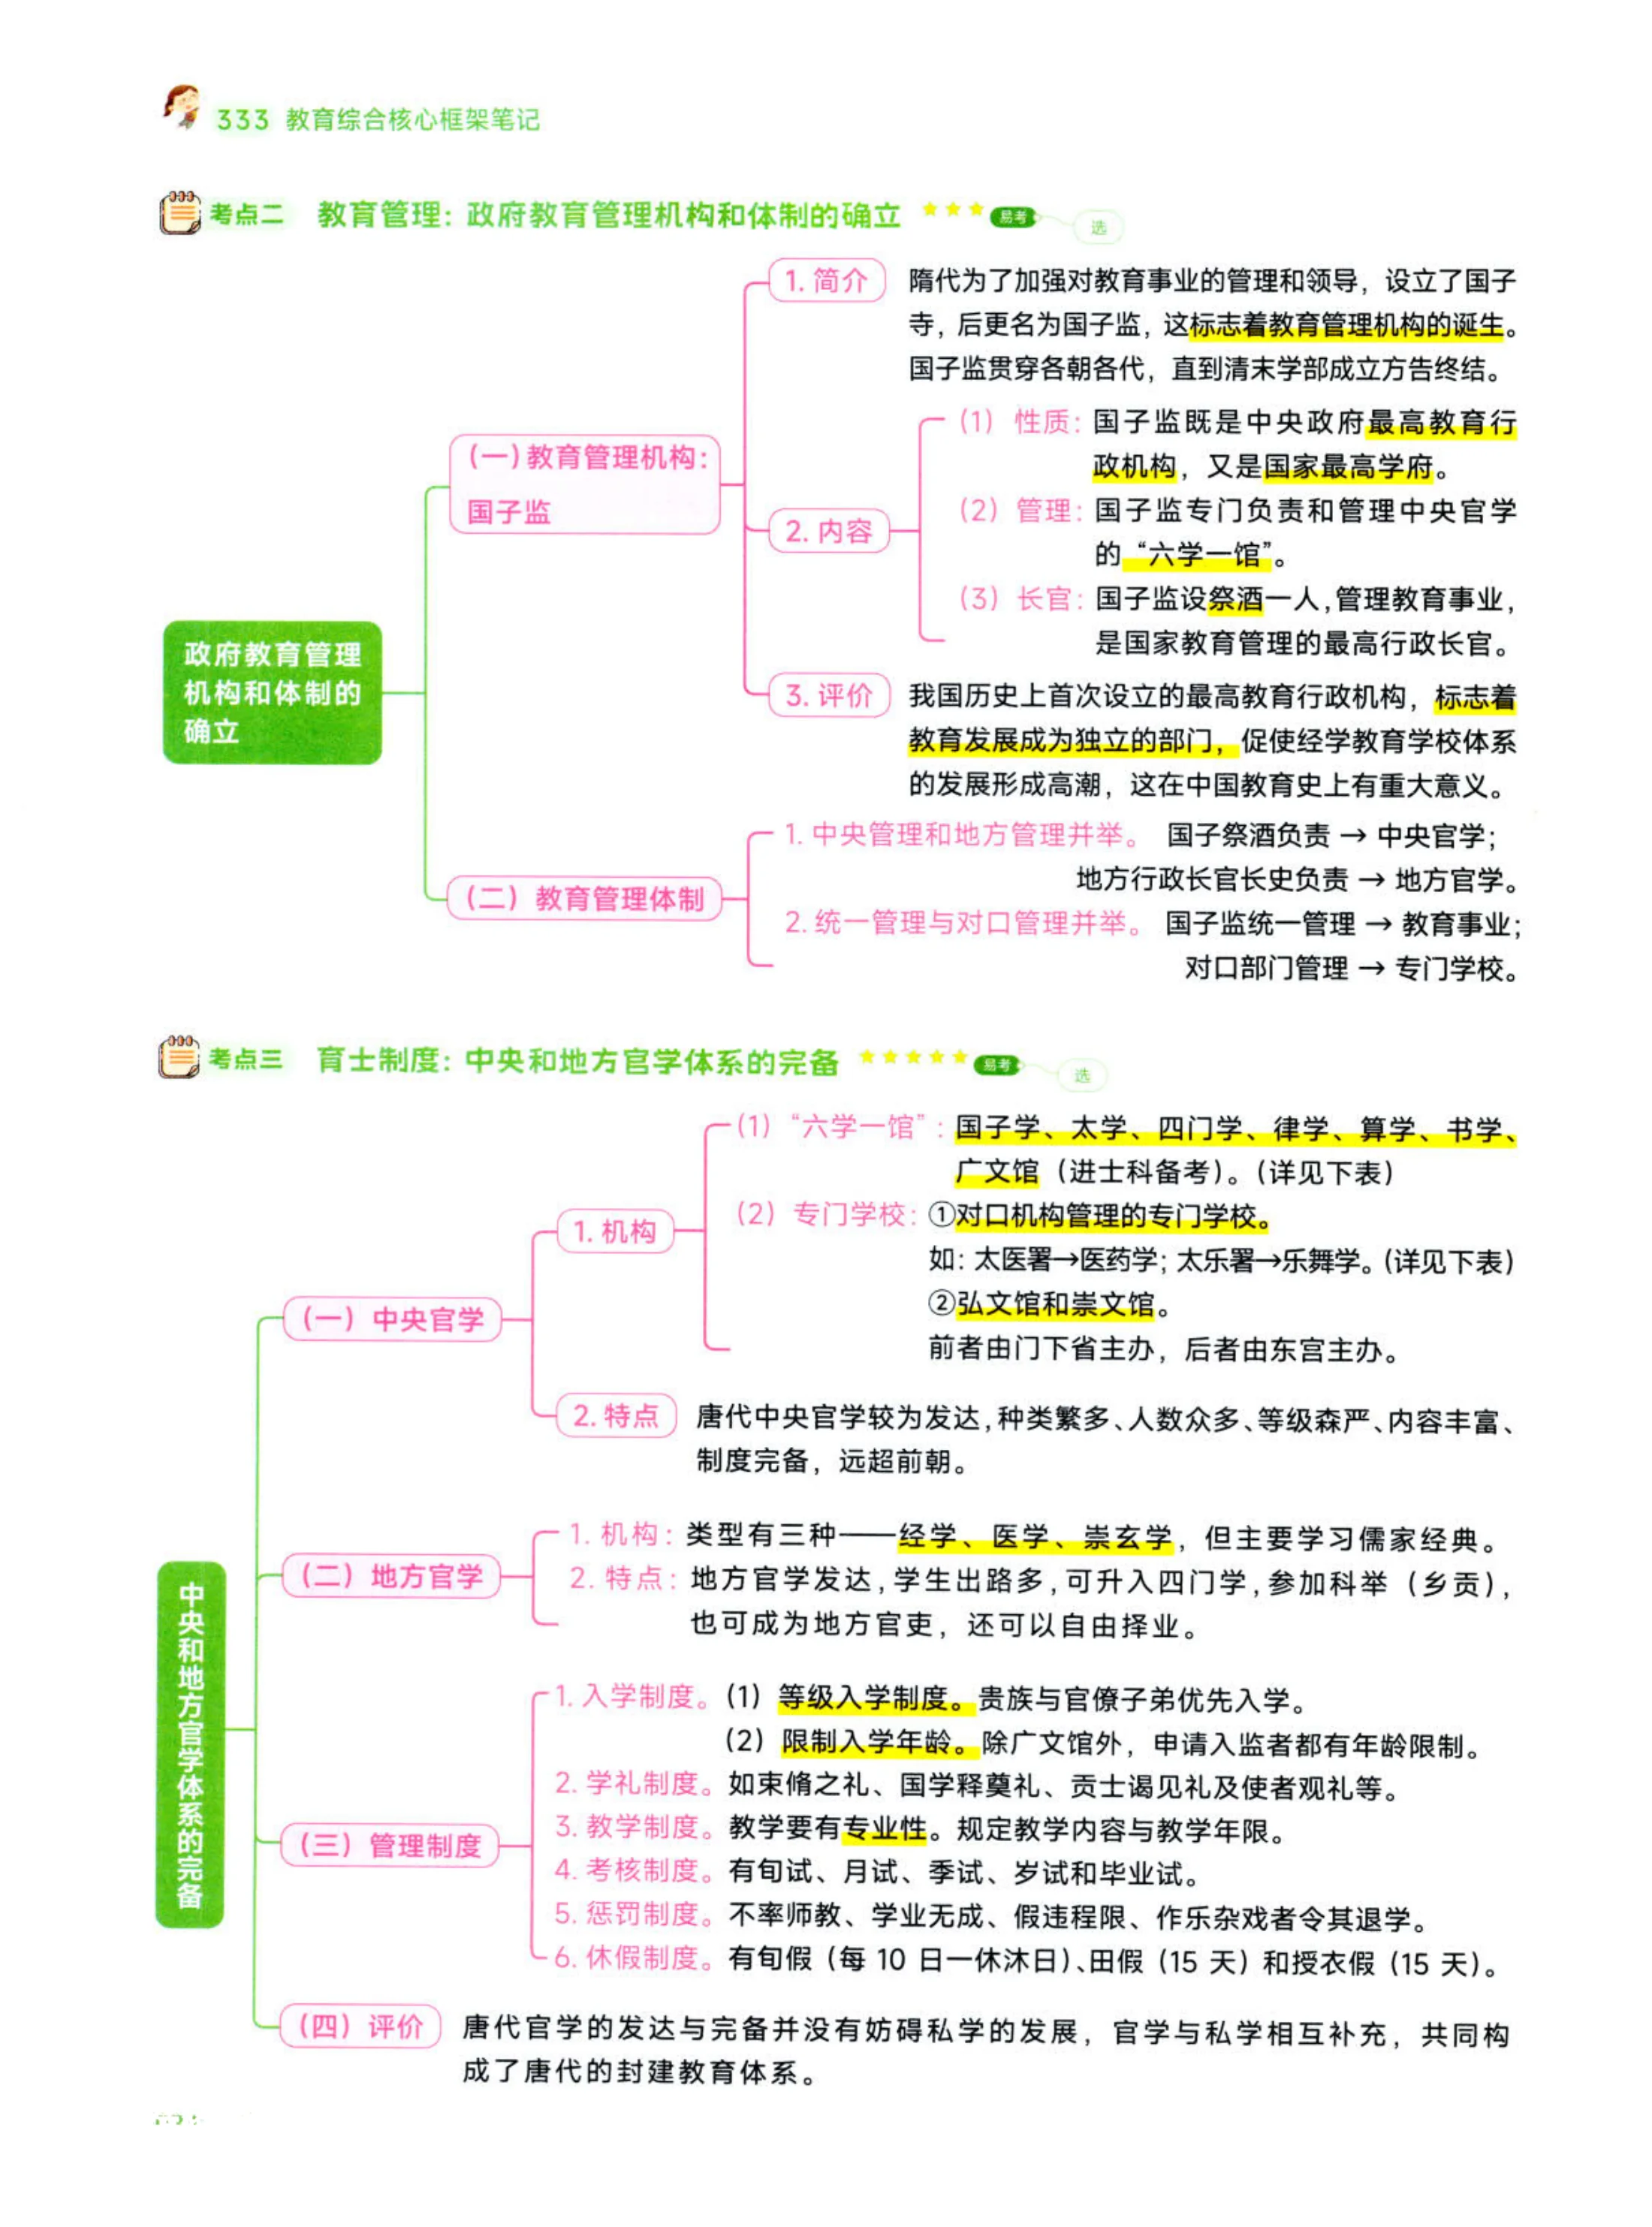 333 教育综合核心框架笔记
考点二 教育管理：政府教育管理机构和体制的确立 易考 选
政府教育管理
机构和体制的
确立
(一)教育管理机构：
国子监
1. 简介 隋代为了加强对教育事业的管理和领导，设立了国子
寺，后更名为国子监，这标志着教育管理机构的诞生。
国子监贯穿各朝各代，直到清末学部成立方告终结。
2. 内容
(1) 性质：国子监既是中央政府最高教育行
政机构，又是国家最高学府。
(2) 管理：国子监专门负责和管理中央官学
的“六学一馆”。
(3) 长官：国子监设祭酒一人，管理教育事业，
是国家教育管理的最高行政长官。
3. 评价 我国历史上首次设立的最高教育行政机构，标志着
教育发展成为独立的部门，促使经学教育学校体系
的发展形成高潮，这在中国教育史上有重大意义。
(二) 教育管理体制
1. 中央管理和地方管理并举。 国子祭酒负责 → 中央官学；
地方行政长官长史负责 → 地方官学。
2. 统一管理与对口管理并举。 国子监统一管理 → 教育事业；
对口部门管理 → 专门学校。
考点三 育士制度：中央和地方官学体系的完备 易考 选
中央和地方官学体系的完备
(一) 中央官学
1. 机构
(1) “六学一馆”：国子学、太学、四门学、律学、算学、书学、
广文馆（进士科备考）。（详见下表）
(2) 专门学校：①对口机构管理的专门学校。
如：太医署→医药学；太乐署→乐舞学。（详见下表）
②弘文馆和崇文馆。
前者由门下省主办，后者由东宫主办。
2. 特点 唐代中央官学较为发达，种类繁多、人数众多、等级森严、内容丰富、
制度完备，远超前朝。
(二) 地方官学
1. 机构：类型有三种——经学、医学、崇玄学，但主要学习儒家经典。
2. 特点：地方官学发达，学生出路多，可升入四门学，参加科举（乡贡），
也可成为地方官吏，还可以自由择业。
(三) 管理制度
1. 入学制度。(1) 等级入学制度。贵族与官僚子弟优先入学。
(2) 限制入学年龄。除广文馆外，申请入监者都有年龄限制。
2. 学礼制度。如束脩之礼、国学释奠礼、贡士谒见礼及使者观礼等。
3. 教学制度。教学要有专业性。规定教学内容与教学年限。
4. 考核制度。有旬试、月试、季试、岁试和毕业试。
5. 惩罚制度。不率师教、学业无成、假违程限、作乐杂戏者令其退学。
6. 休假制度。有旬假（每 10 日一休沐日）、田假（15 天）和授衣假（15 天）。
(四) 评价 唐代官学的发达与完备并没有妨碍私学的发展，官学与私学相互补充，共同构
成了唐代的封建教育体系。